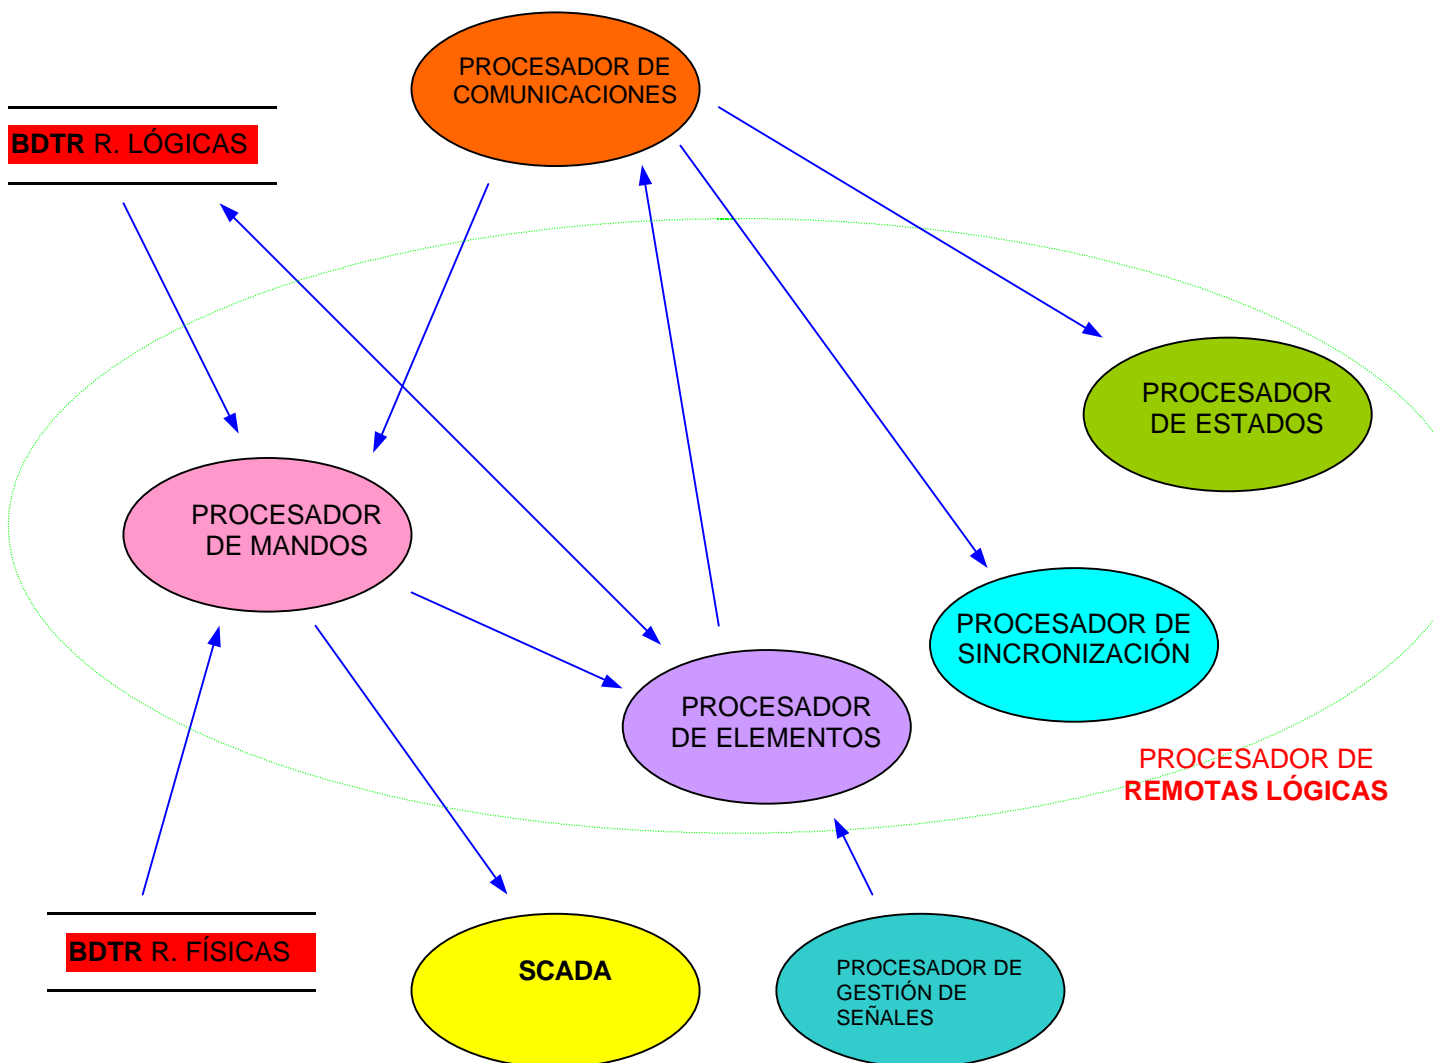 PROCESADOR DE
COMUNICACIONES
BDTR R. LÓGICAS
PROCESADOR
DE ESTADOS
PROCESADOR
DE MANDOS
PROCESADOR DE
SINCRONIZACIÓN
PROCESADOR
DE ELEMENTOS
PROCESADOR DE
REMOTAS LÓGICAS
BDTR R. FÍSICAS
SCADA
PROCESADOR DE
GESTIÓN DE
SEÑALES